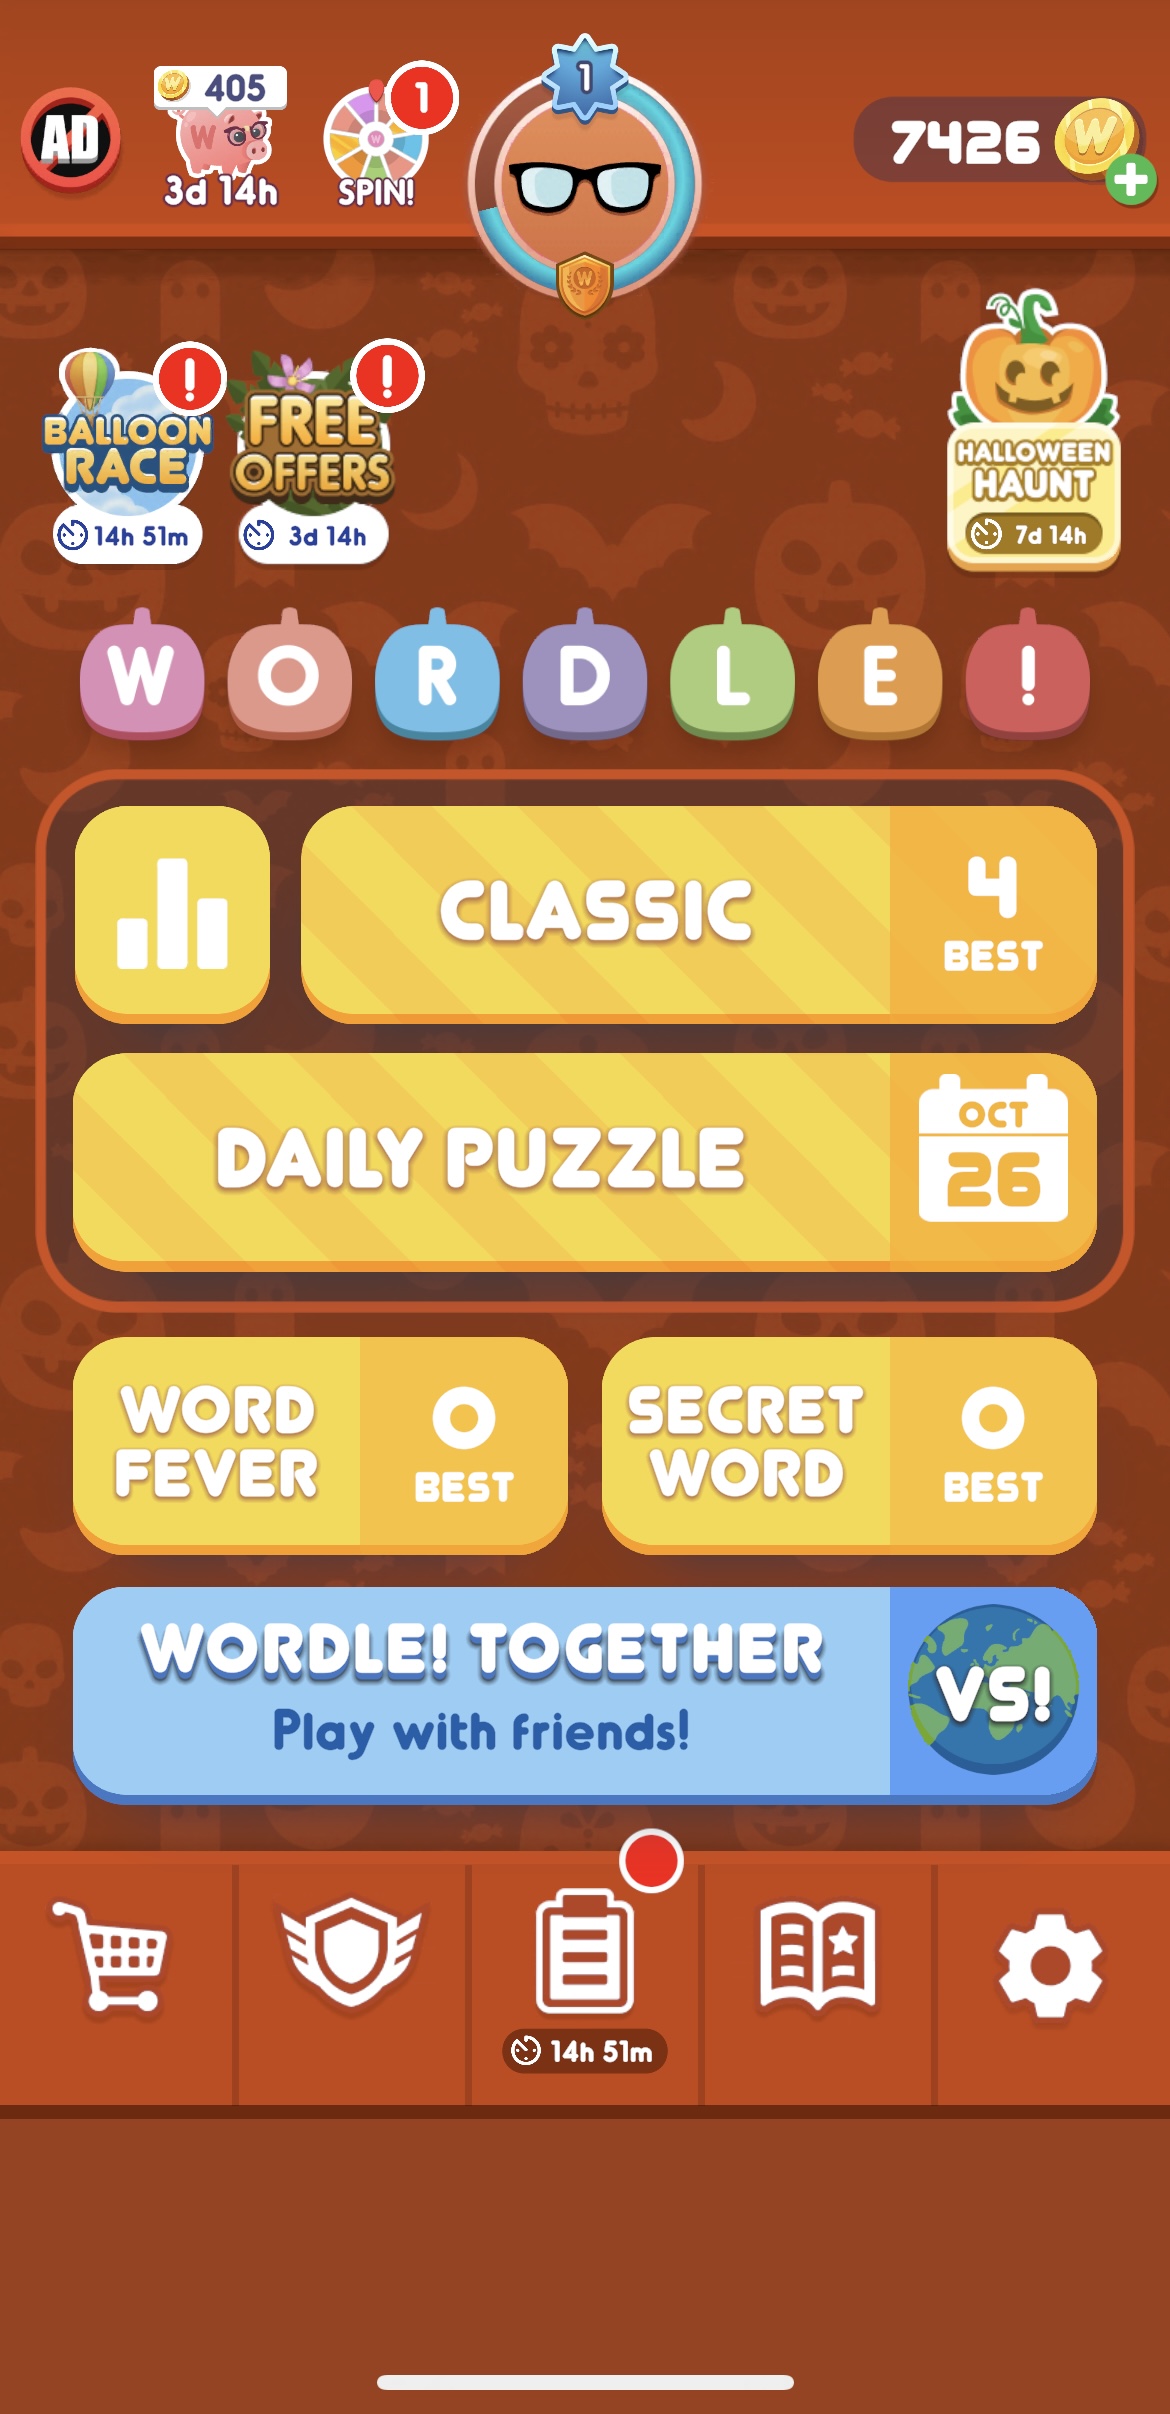 AD
405
3d 14h
1
SPIN!
1
7426
BALLOON
RACE
14h 51m
FREE
OFFERS
3d 14h
HALLOWEEN
HAUNT
7d 14h
WORDLE!
CLASSIC
4
BEST
DAILY PUZZLE
OCT
26
WORD
FEVER
0
BEST
SECRET
WORD
0
BEST
WORDLE! TOGETHER
Play with friends!
VS!
14h 51m